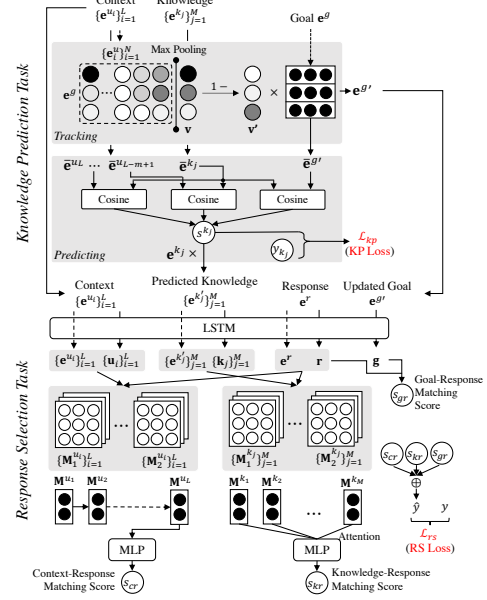 Context
Knowledge
{e^{u_i}}_{i=1}^{L}
{e^{k_j}}_{j=1}^{M}
Goal e^g
Knowledge Prediction Task
{e_i^u}_{i=1}^{N}
Max Pooling
e^g
...
1 −
×
e^{g′}
v
v′
Tracking
ē^{u_L} ... ē^{u_{L−m+1}}
ē^{k_j}
ē^{g′}
Cosine
Cosine
Cosine
s^{k_j}
y_{k_j}
ℒ_{kp}
(KP Loss)
e^{k_j} ×
Predicting
Context
Predicted Knowledge
Response
Updated Goal
{e^{u_i}}_{i=1}^{L}
{e^{k_j′}}_{j=1}^{M}
e^r
e^{g′}
LSTM
Response Selection Task
{e^{u_i}}_{i=1}^{L} {u_i}_{i=1}^{L}
{e^{k_j′}}_{j=1}^{M} {k_j}_{j=1}^{M}
e^r
r
g
s_{gr}
Goal-Response
Matching
Score
...
...
{M_1^{u_i}}_{i=1}^{L}
{M_2^{u_i}}_{i=1}^{L}
{M_1^{k_j}}_{j=1}^{M}
{M_2^{k_j}}_{j=1}^{M}
s_{cr} s_{kr} s_{gr}
⊕
ŷ y
ℒ_{rs}
(RS Loss)
M^{u_1} M^{u_2}
M^{u_L}
M^{k_1} M^{k_2}
M^{k_M}
...
Attention
MLP
MLP
Context-Response
Matching Score
s_{cr}
Knowledge-Response
Matching Score
s_{kr}